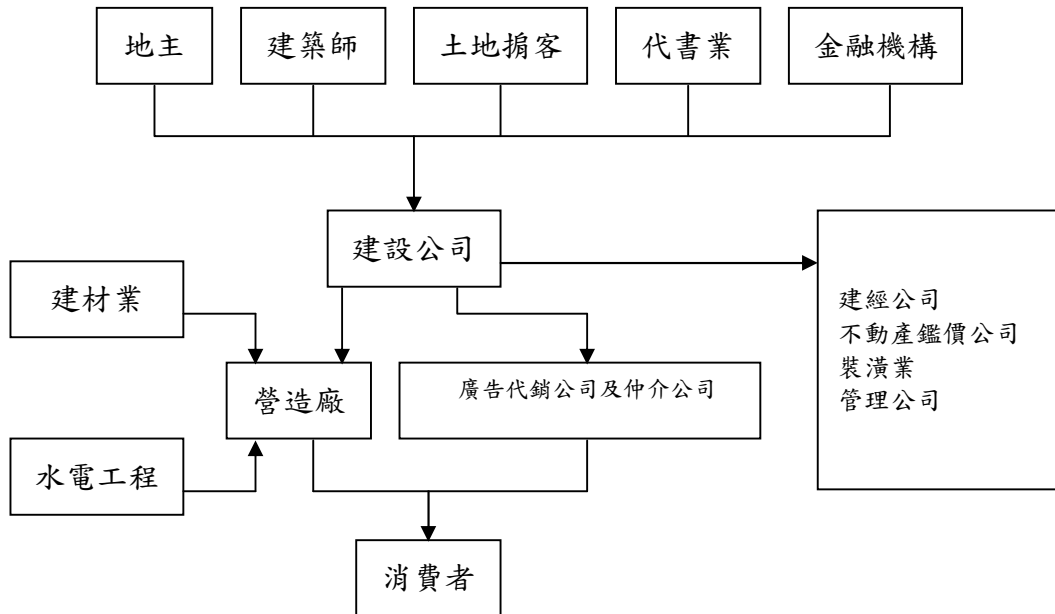 地主
建築師
土地掮客
代書業
金融機構
建設公司
建材業
建經公司
不動產鑑價公司
裝潢業
管理公司
營造廠
廣告代銷公司及仲介公司
水電工程
消費者